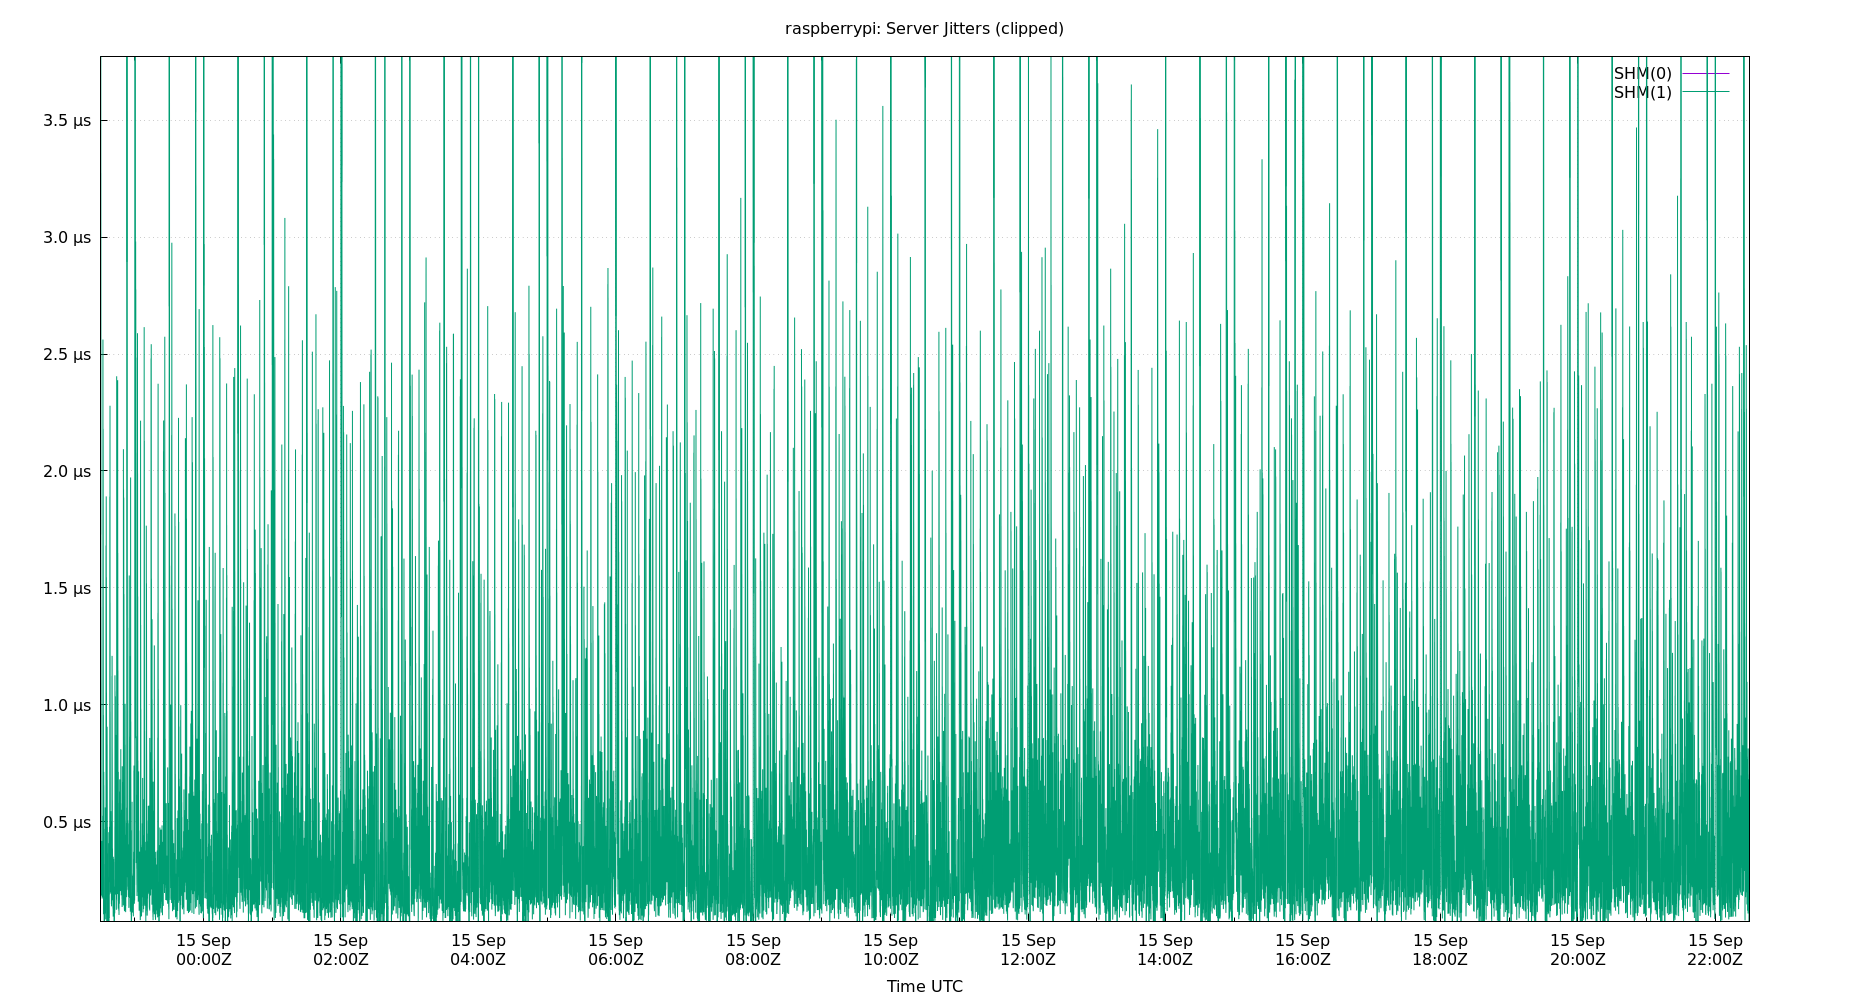 raspberrypi: Server Jitters (clipped)
SHM(0)
SHM(1)
3.5 µs
3.0 µs
2.5 µs
2.0 µs
1.5 µs
1.0 µs
0.5 µs
15 Sep 15 Sep 15 Sep 15 Sep 15 Sep 15 Sep 15 Sep 15 Sep 15 Sep 15 Sep 15 Sep 15 Sep
00:00Z 02:00Z 04:00Z 06:00Z 08:00Z 10:00Z 12:00Z 14:00Z 16:00Z 18:00Z 20:00Z 22:00Z
Time UTC